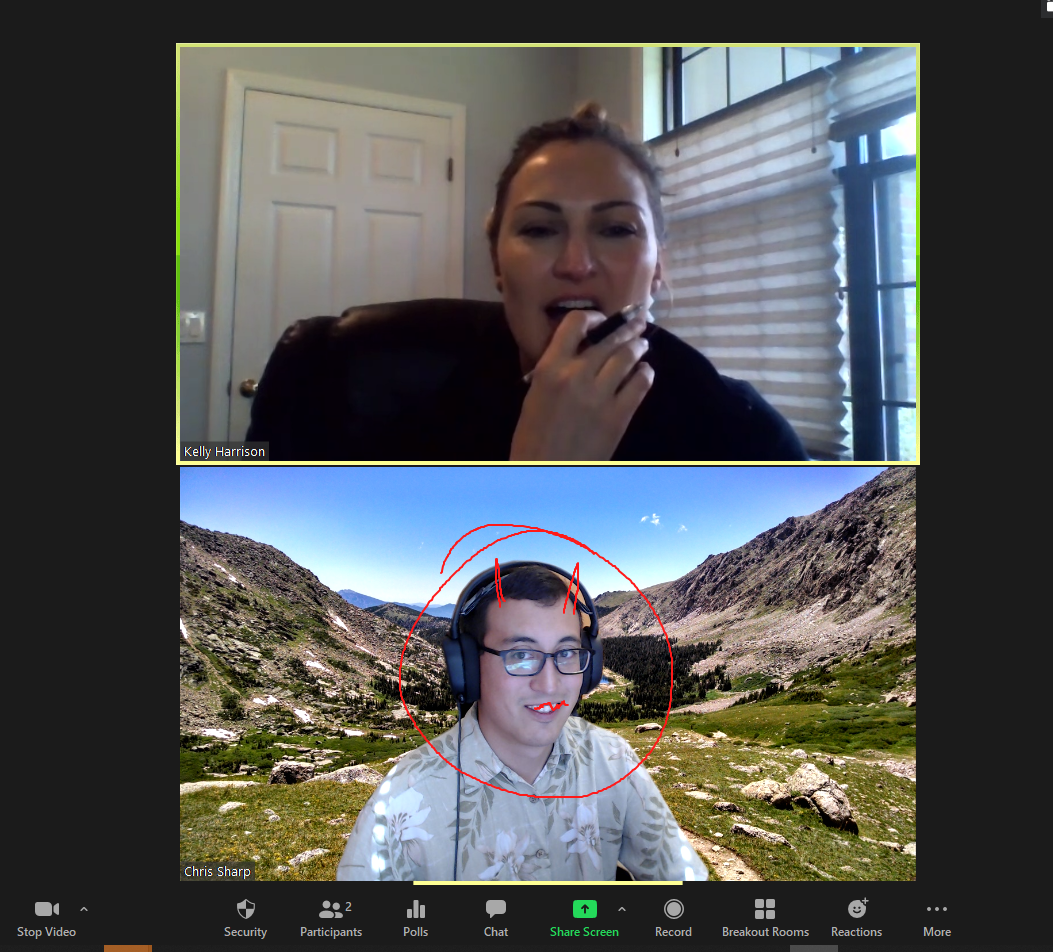 Kelly Harrison
Chris Sharp
2
Stop Video
Security
Participants
Polls
Chat
Share Screen
Record
Breakout Rooms
Reactions
More